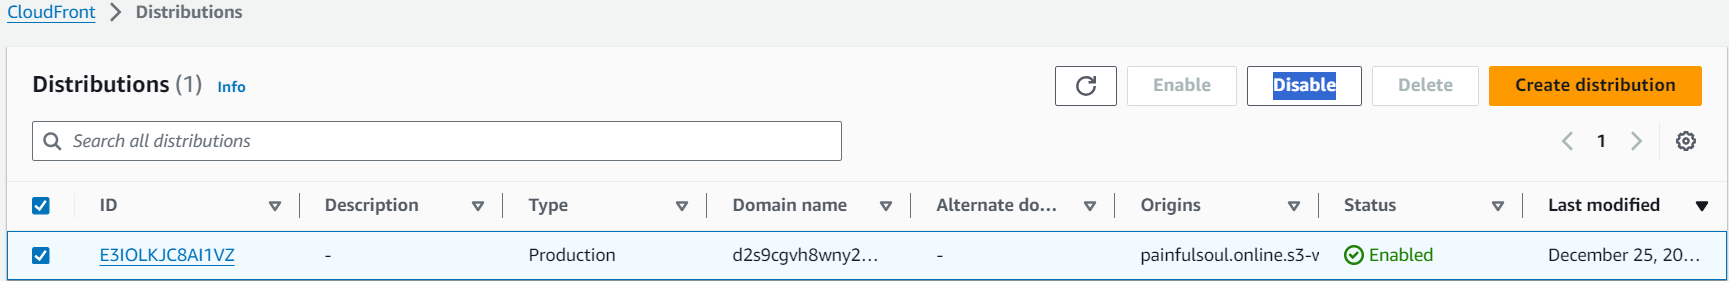 CloudFront > Distributions
Distributions (1) Info
Enable Disable Delete Create distribution
Search all distributions
1
ID Description Type Domain name Alternate do... Origins Status Last modified
E3IOLKJC8AI1VZ - Production d2s9cgvh8wny2... - painfulsoul.online.s3-w Enabled December 25, 20...